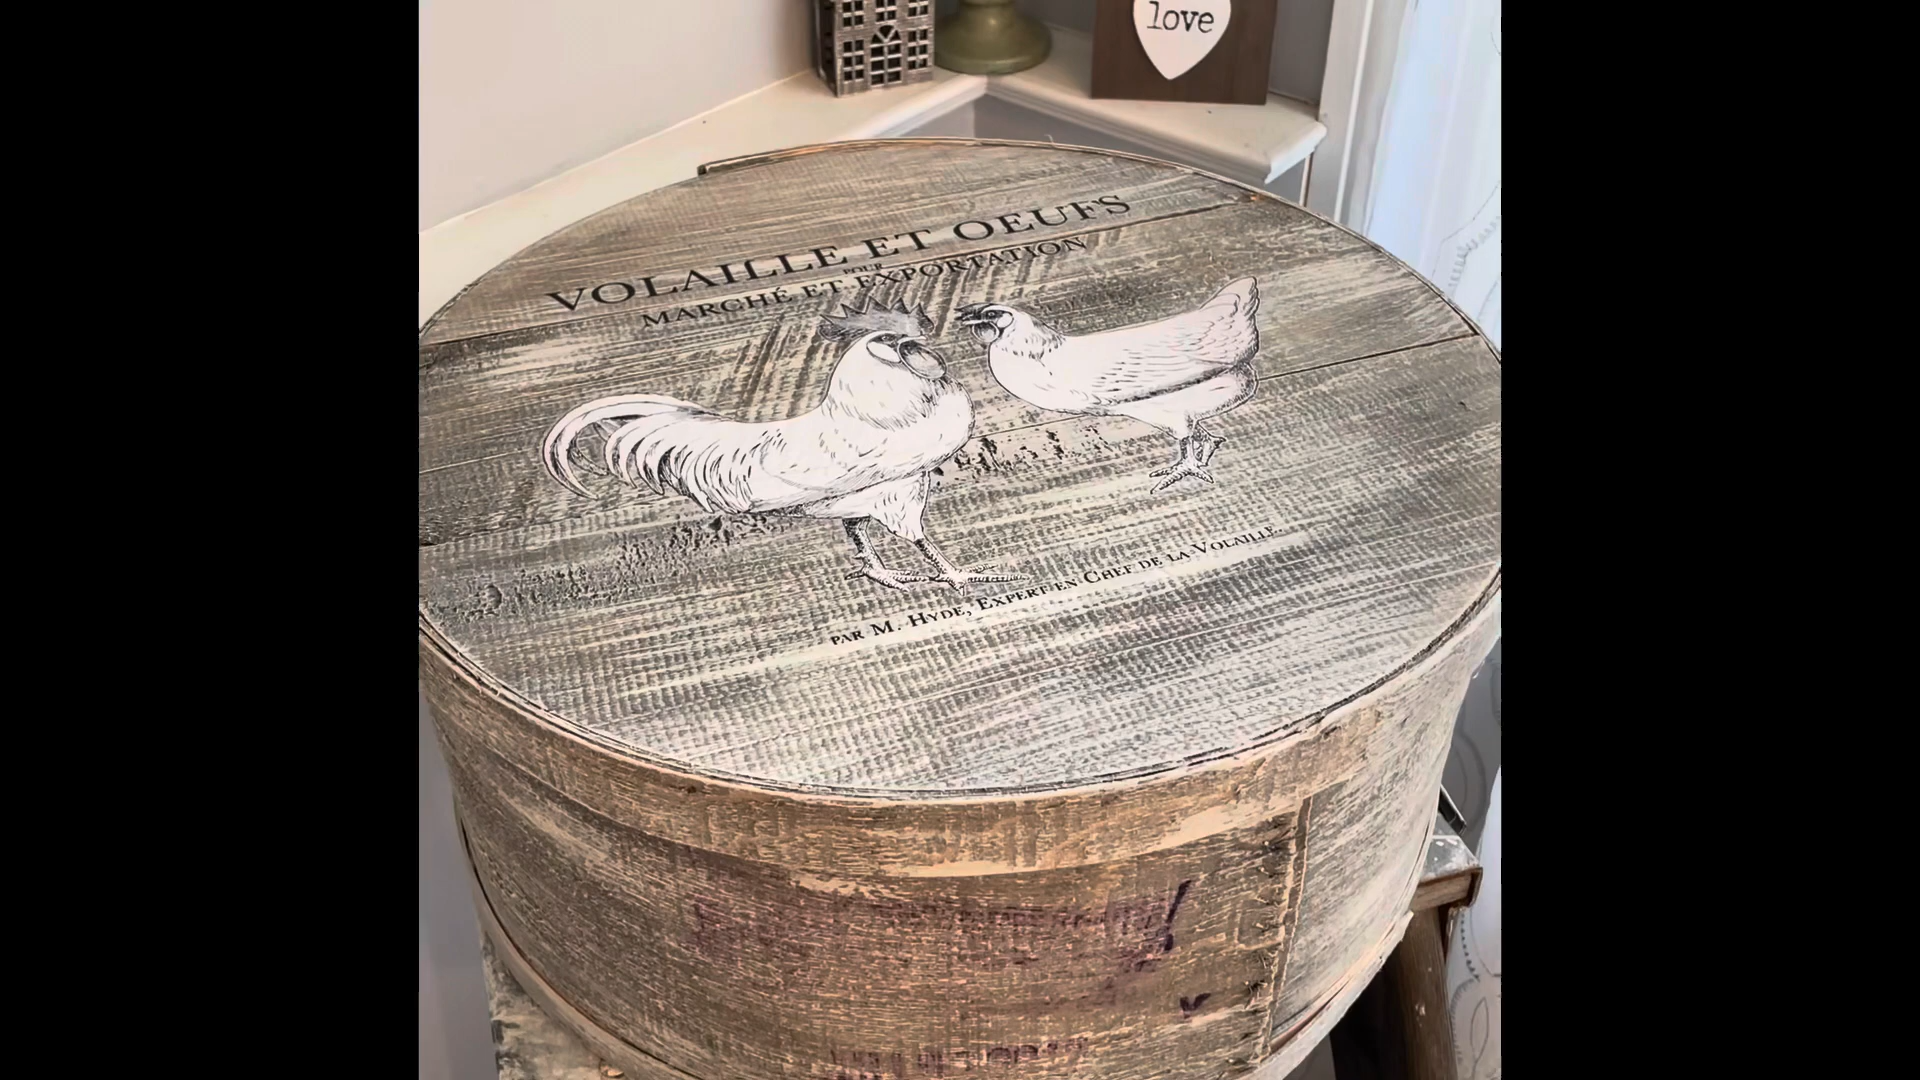 love
VOLAILLE ET OEUFS
POUR
MARCHÉ ET EXPORTATION
PAR M. HYDE, EXPERT EN CHEF DE LA VOLAILLE.